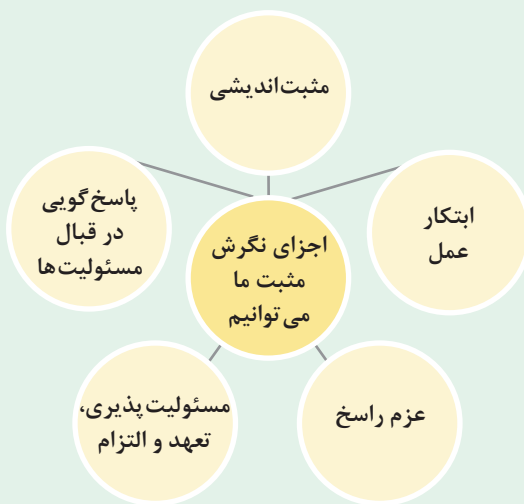 مثبت‌اندیشی
ابتکار
عمل
پاسخ‌گویی
در قبال
مسئولیت‌ها
اجزای نگرش
مثبت ما
می‌توانیم
عزم راسخ
مسئولیت‌پذیری،
تعهد و التزام